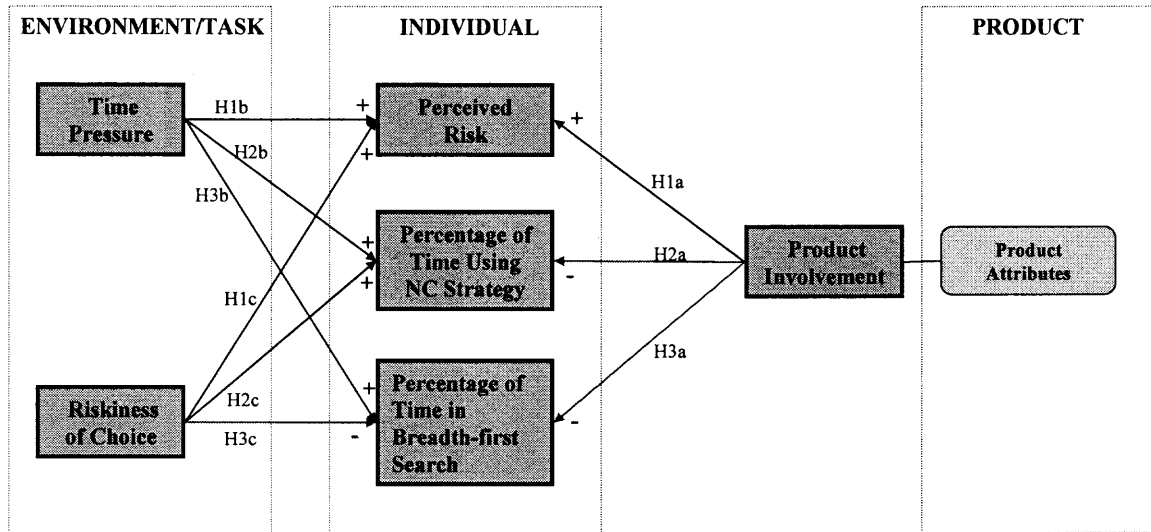 ENVIRONMENT/TASK
INDIVIDUAL
PRODUCT
Time
Pressure
H1b
+
Perceived
Risk
+
+
H1a
H2b
H3b
+
Percentage of
Time Using
NC Strategy
+
H2a
-
Product
Involvement
Product
Attributes
H1c
H3a
Riskiness
of Choice
H2c
H3c
+
-
Percentage of
Time in
Breadth-first
Search
-